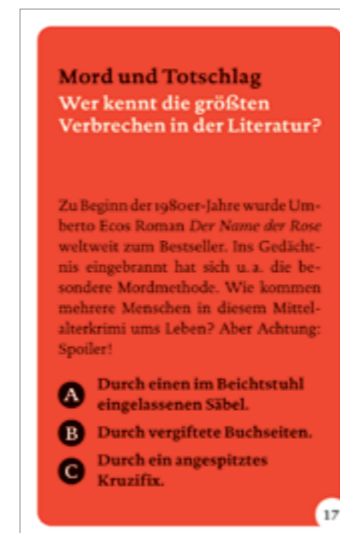 Mord und Totschlag
Wer kennt die größten
Verbrechen in der Literatur?
Zu Beginn der 1980er-Jahre wurde Um-
berto Ecos Roman Der Name der Rose
weltweit zum Bestseller. Ins Gedächt-
nis eingebrannt hat sich u. a. die be-
sondere Mordmethode. Wie kommen
mehrere Menschen in diesem Mittel-
alterkrimi ums Leben? Aber Achtung:
Spoiler!
A Durch einen im Beichtstuhl
eingelassenen Säbel.
B Durch vergiftete Buchseiten.
C Durch ein angespitztes
Kruzifix.
17